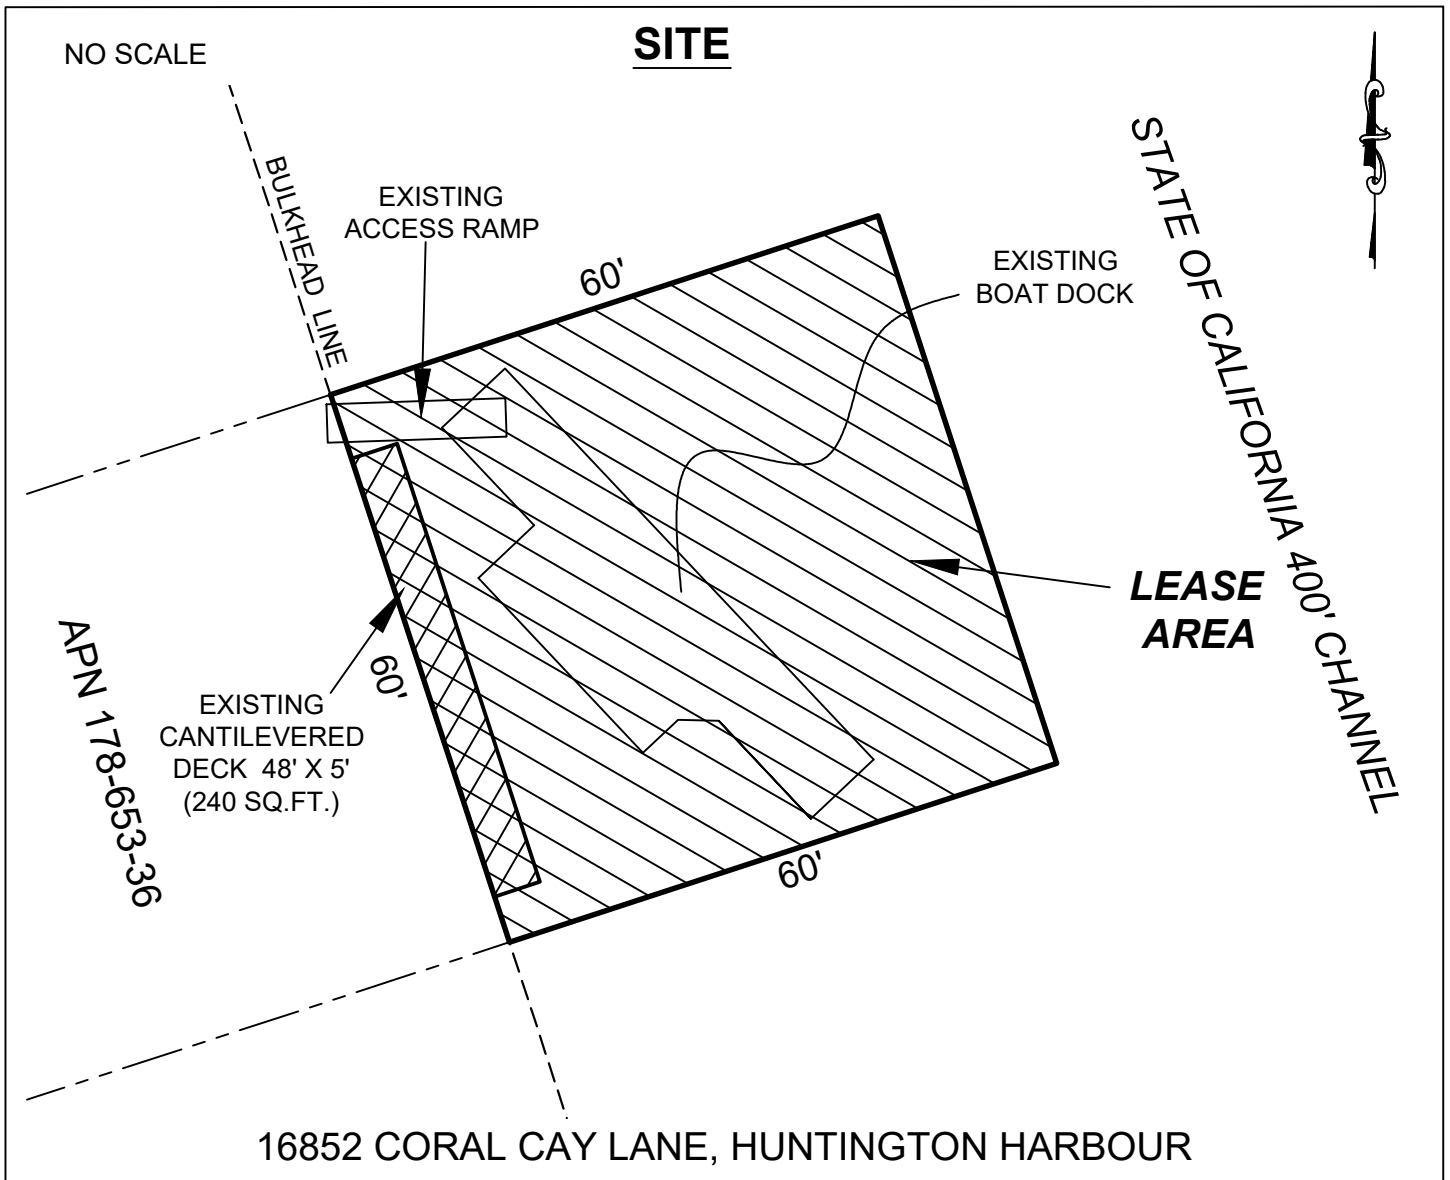 NO SCALE
SITE
BULKHEAD LINE
EXISTING
ACCESS RAMP
60'
EXISTING
BOAT DOCK
STATE OF CALIFORNIA 400' CHANNEL
LEASE
AREA
60'
EXISTING
CANTILEVERED
DECK 48' X 5'
(240 SQ.FT.)
APN 178-653-36
60'
16852 CORAL CAY LANE, HUNTINGTON HARBOUR